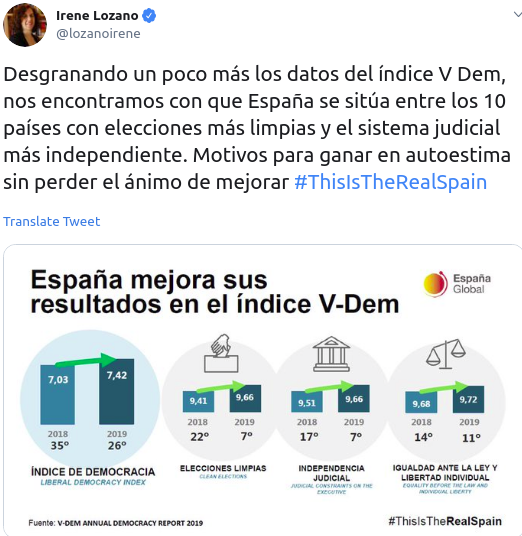 Irene Lozano
@lozanoirene
Desgranando un poco más los datos del índice V Dem,
nos encontramos con que España se sitúa entre los 10
países con elecciones más limpias y el sistema judicial
más independiente. Motivos para ganar en autoestima
sin perder el ánimo de mejorar #ThisIsTheRealSpain
Translate Tweet
España mejora sus
resultados en el índice V-Dem
España
Global
7,03 7,42
2018 2019
35º 26º
ÍNDICE DE DEMOCRACIA
LIBERAL DEMOCRACY INDEX
9,41 9,66
2018 2019
22º 7º
ELECCIONES LIMPIAS
CLEAN ELECTIONS
9,51 9,66
2018 2019
17º 7º
INDEPENDENCIA
JUDICIAL
JUDICIAL CONSTRAINTS ON THE
EXECUTIVE
9,68 9,72
2018 2019
14º 11º
IGUALDAD ANTE LA LEY Y
LIBERTAD INDIVIDUAL
EQUALITY BEFORE THE LAW AND
INDIVIDUAL LIBERTY
Fuente: V-DEM ANNUAL DEMOCRACY REPORT 2019
#ThisIsTheRealSpain